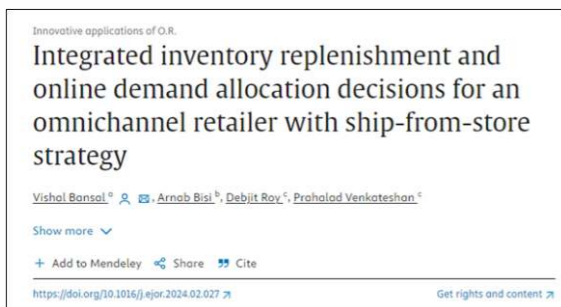 Innovative applications of O.R.
Integrated inventory replenishment and
online demand allocation decisions for an
omnichannel retailer with ship-from-store
strategy
Vishal Bansal a, Arnab Bisi b, Debjit Roy c, Prahalad Venkateshan c
Show more
+ Add to Mendeley Share Cite
https://doi.org/10.1016/j.ejor.2024.02.027 Get rights and content